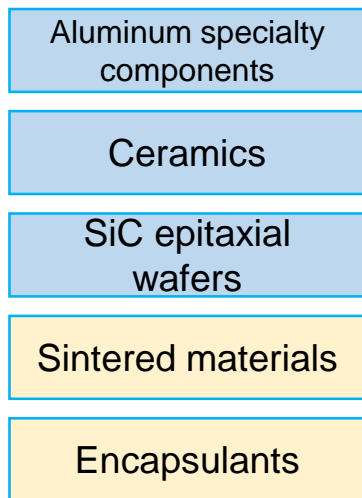 Aluminum specialty
components
Ceramics
SiC epitaxial
wafers
Sintered materials
Encapsulants